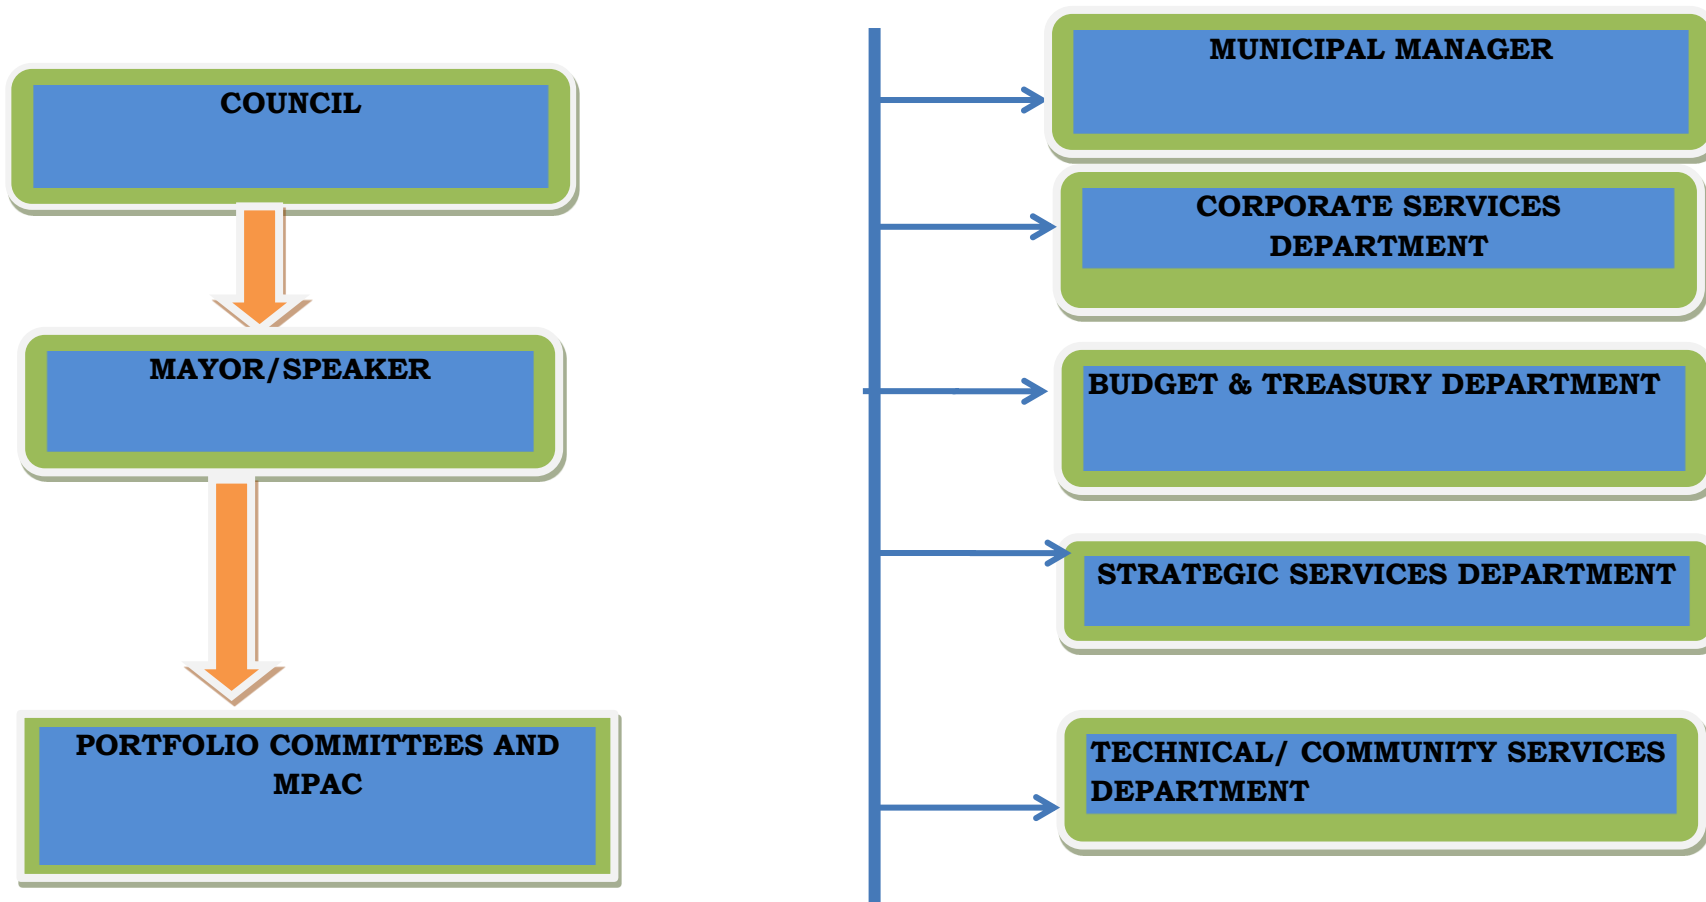 COUNCIL
MAYOR/SPEAKER
PORTFOLIO COMMITTEES AND
MPAC
MUNICIPAL MANAGER
CORPORATE SERVICES
DEPARTMENT
BUDGET & TREASURY DEPARTMENT
STRATEGIC SERVICES DEPARTMENT
TECHNICAL/ COMMUNITY SERVICES
DEPARTMENT